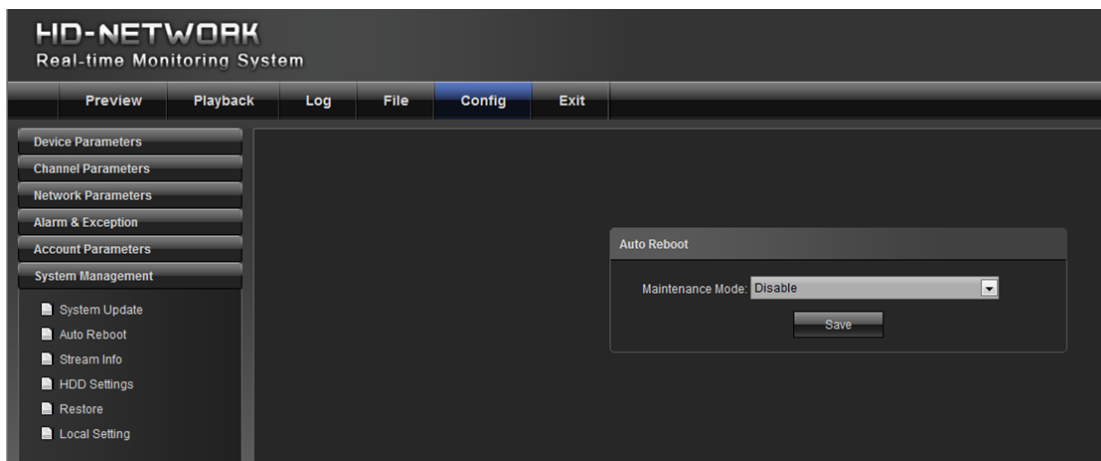 HD-NETWORK
Real-time Monitoring System
Preview Playback Log File Config Exit
Device Parameters
Channel Parameters
Network Parameters
Alarm & Exception
Account Parameters
System Management
System Update
Auto Reboot
Stream Info
HDD Settings
Restore
Local Setting
Auto Reboot
Maintenance Mode: Disable
Save